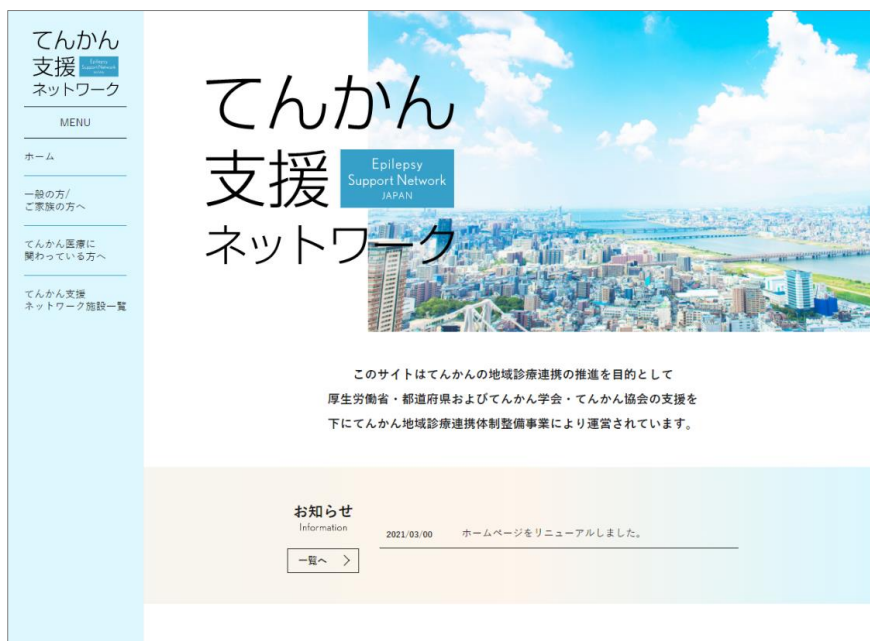 てんかん
支援 Epilepsy Support Network JAPAN
ネットワーク
MENU
ホーム
一般の方/
ご家族の方へ
てんかん医療に
関わっている方へ
てんかん支援
ネットワーク施設一覧
てんかん
支援
Epilepsy
Support Network
JAPAN
ネットワーク
このサイトはてんかんの地域診療連携の推進を目的として
厚生労働省・都道府県およびてんかん学会・てんかん協会の支援を
下にてんかん地域診療連携体制整備事業により運営されています。
お知らせ
Information
2021/03/00 ホームページをリニューアルしました。
一覧へ